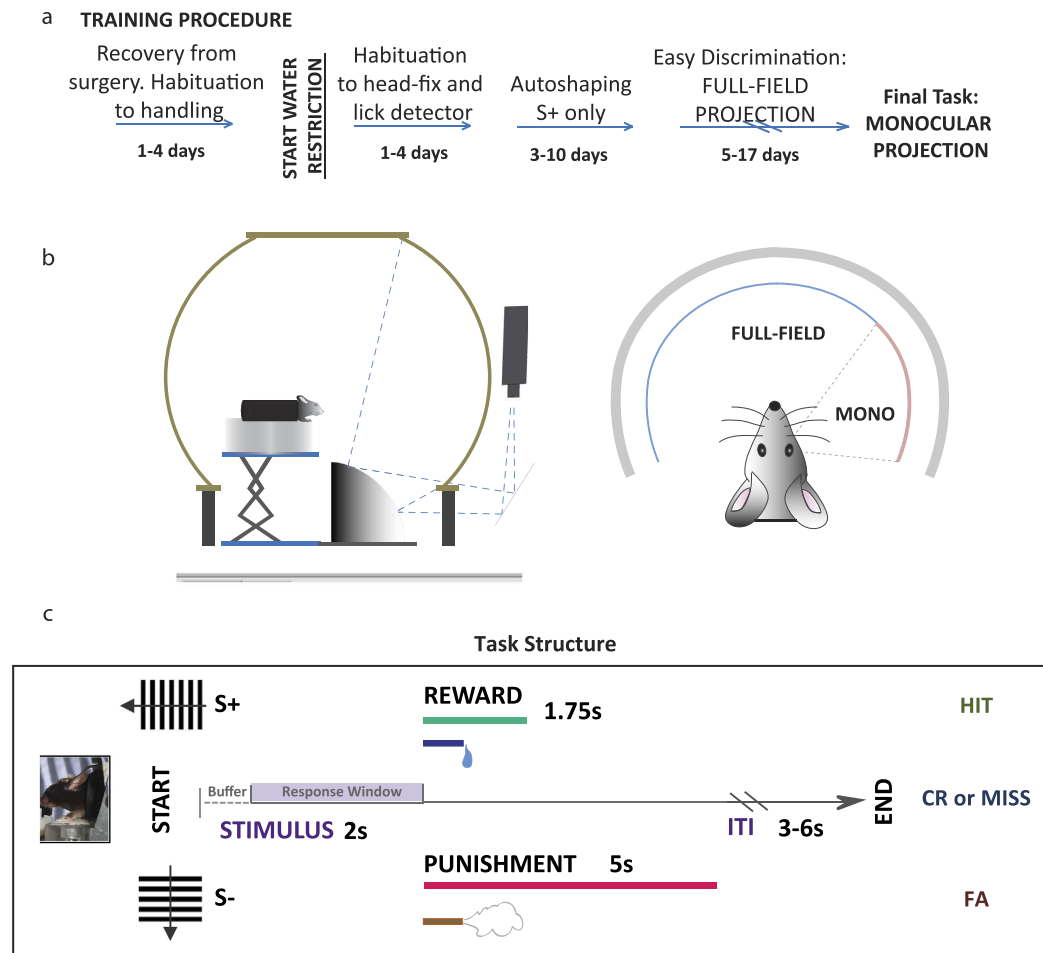 a TRAINING PROCEDURE
Recovery from
surgery. Habituation
to handling
1-4 days
START WATER
RESTRICTION
Habituation
to head-fix and
lick detector
1-4 days
Autoshaping
S+ only
3-10 days
Easy Discrimination:
FULL-FIELD
PROJECTION
5-17 days
Final Task:
MONOCULAR
PROJECTION
b
FULL-FIELD
MONO
c
Task Structure
S+
REWARD
1.75s
HIT
START
Buffer
Response Window
STIMULUS 2s
ITI 3-6s
END
CR or MISS
S-
PUNISHMENT 5s
FA